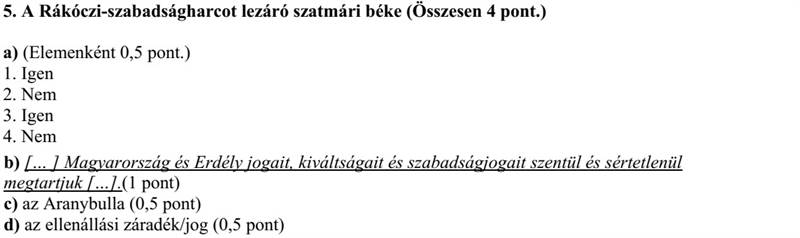 5. A Rákóczi-szabadságharcot lezáró szatmári béke (Összesen 4 pont.)
a) (Elemenként 0,5 pont.)
1. Igen
2. Nem
3. Igen
4. Nem
b) [... ] Magyarország és Erdély jogait, kiváltságait és szabadságjogait szentül és sértetlenül
megtartjuk [...].(1 pont)
c) az Aranybulla (0,5 pont)
d) az ellenállási záradék/jog (0,5 pont)